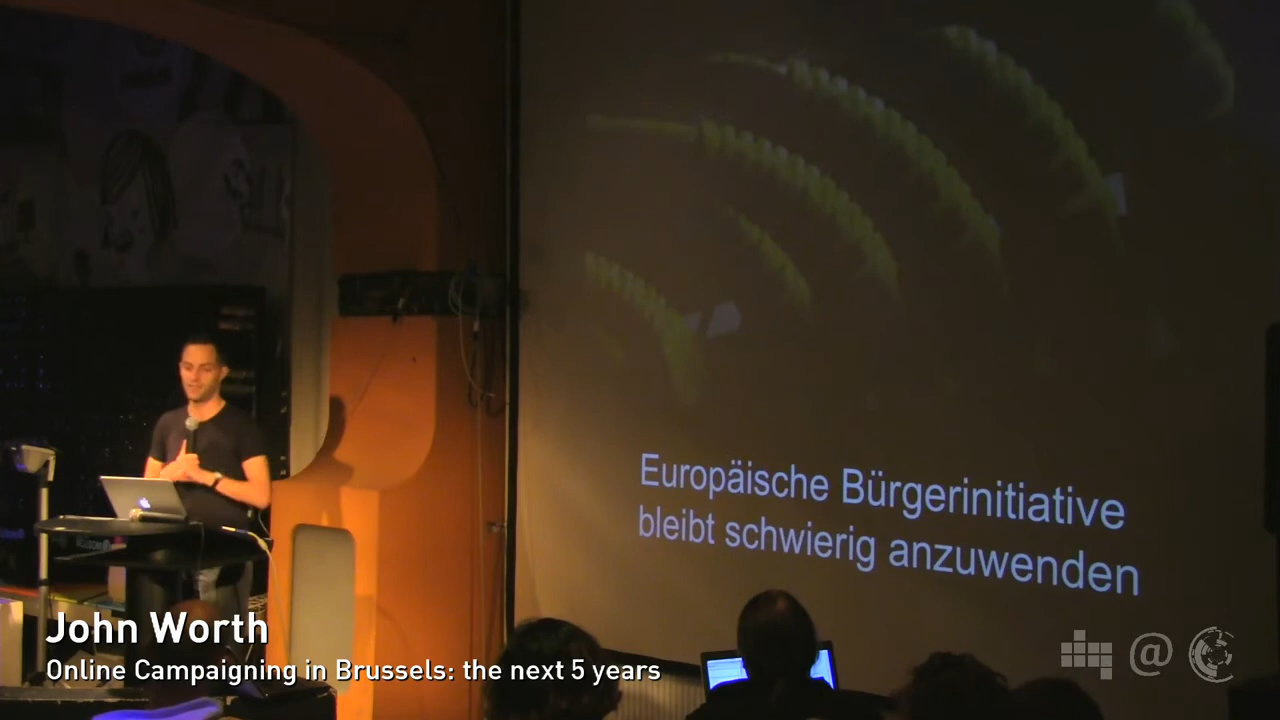 Europäische Bürgerinitiative
bleibt schwierig anzuwenden
John Worth
Online Campaigning in Brussels: the next 5 years